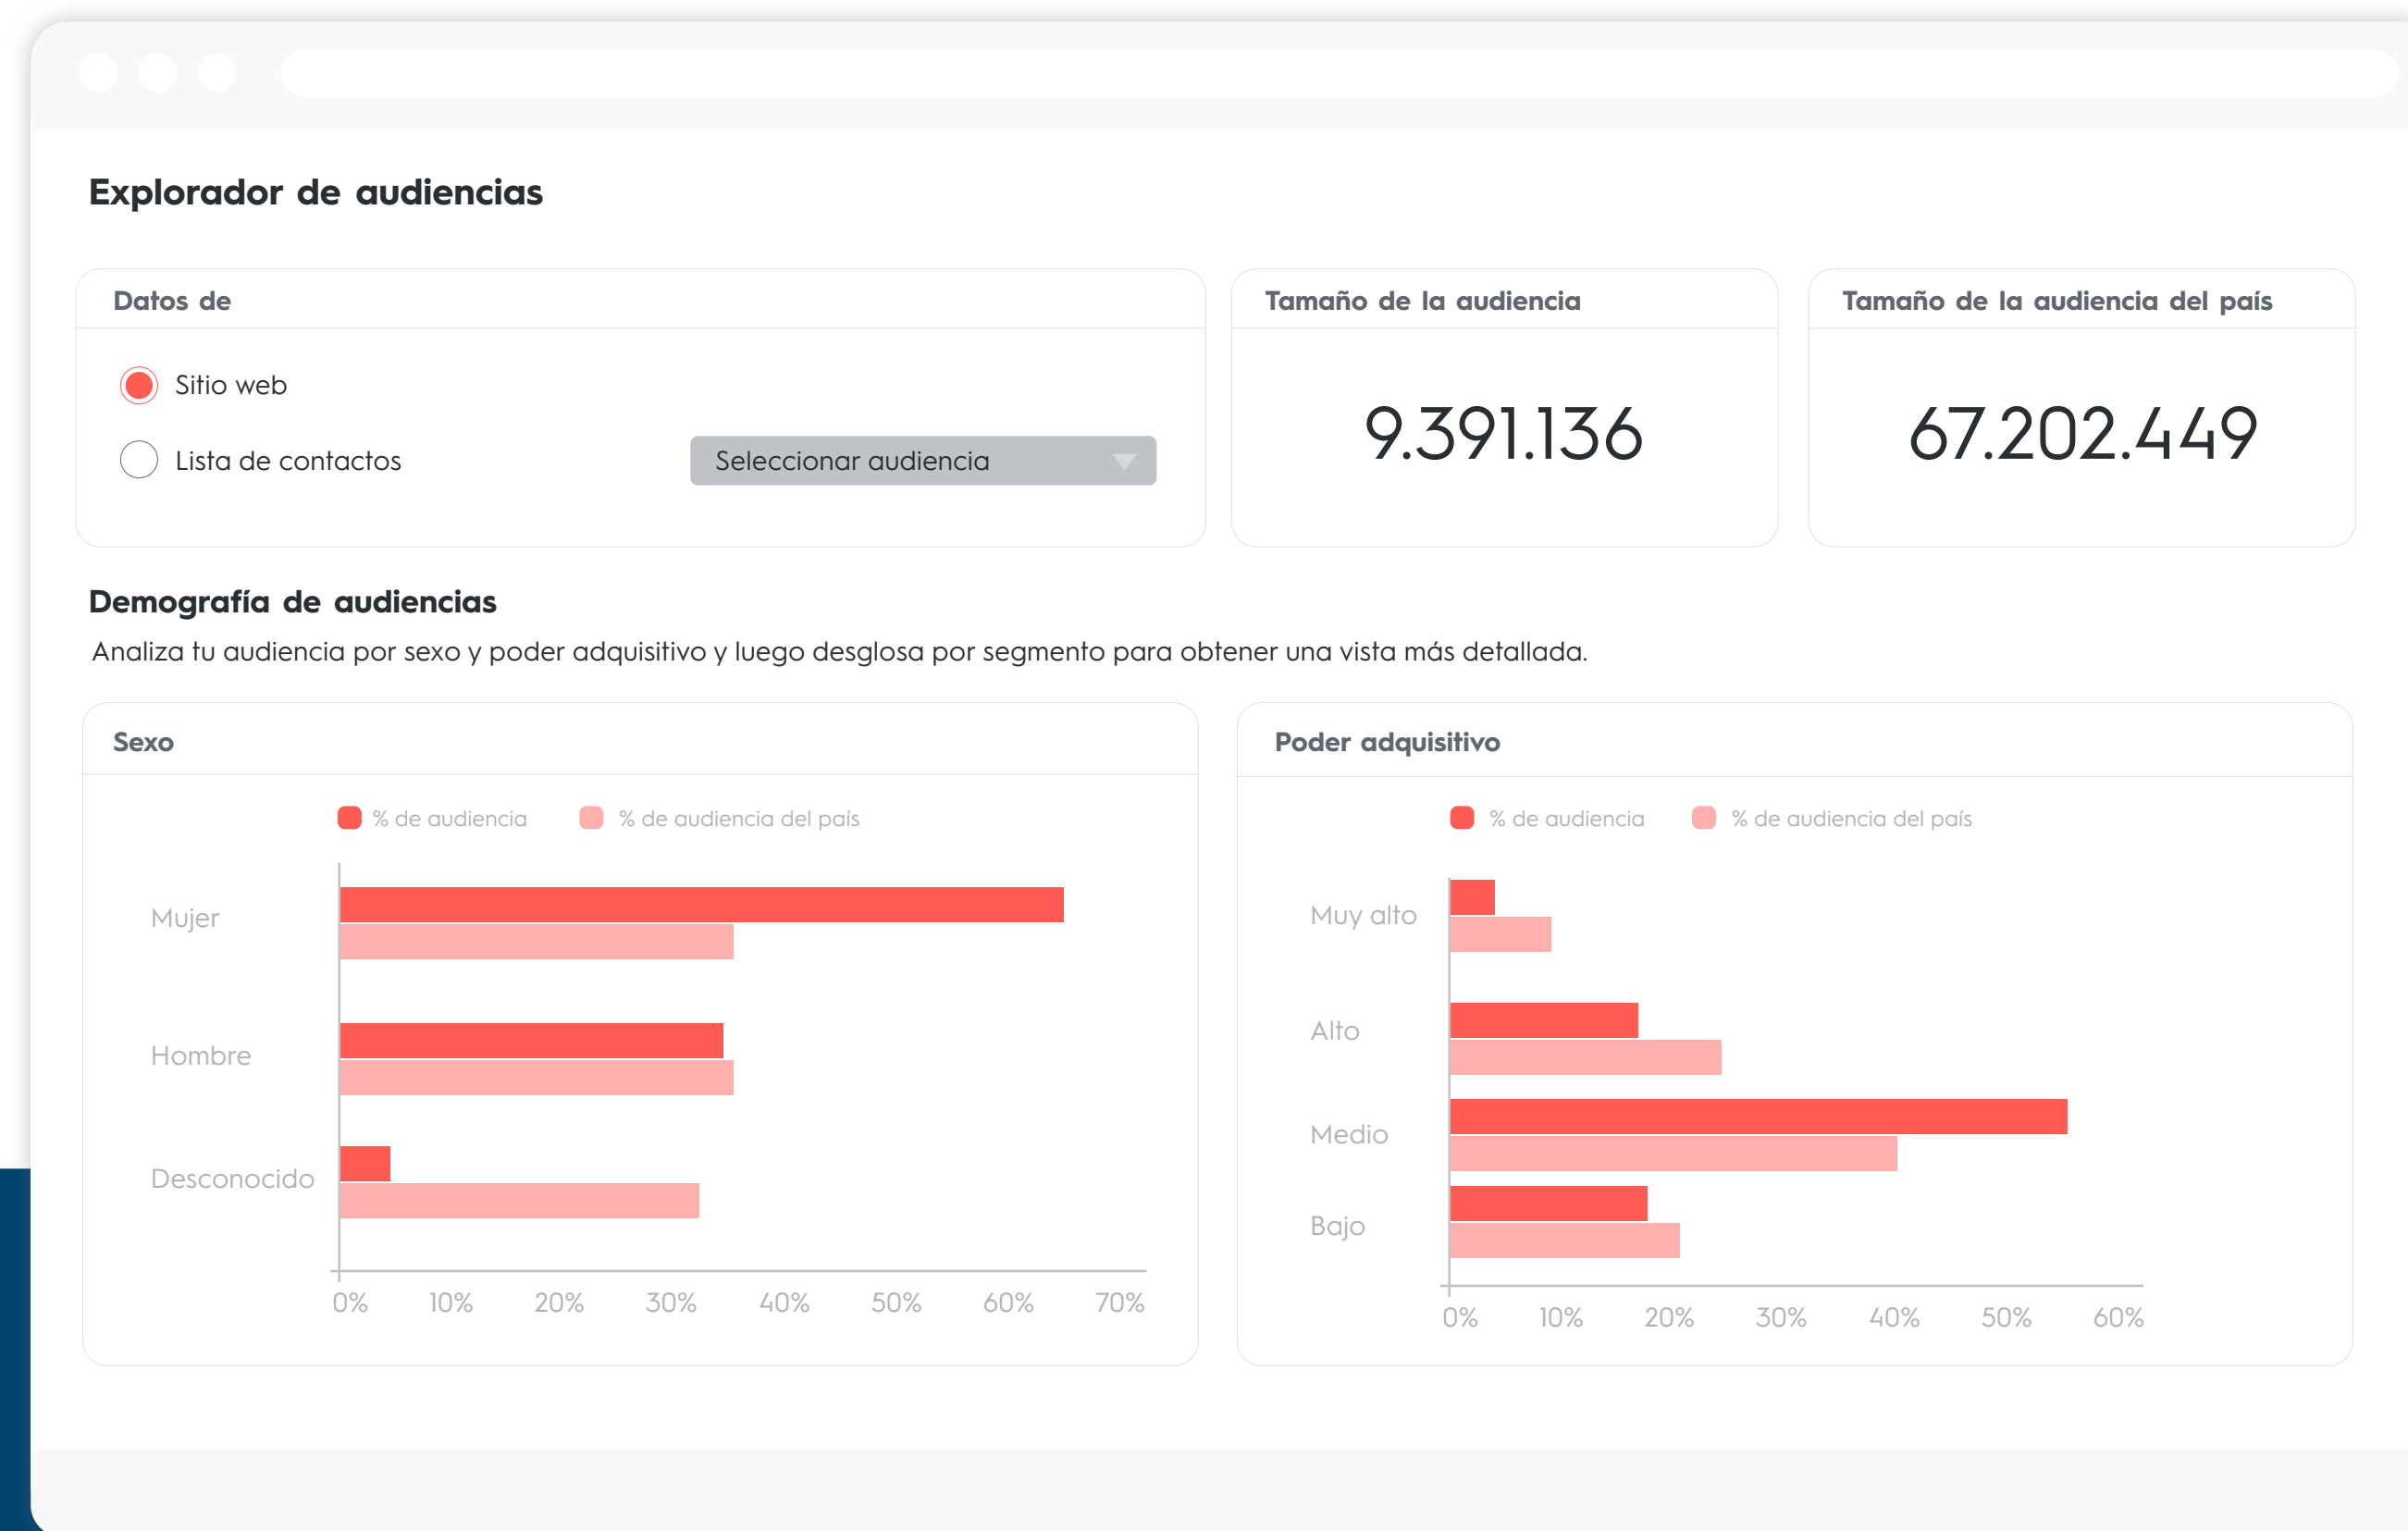 Explorador de audiencias
Datos de
Sitio web
Lista de contactos
Seleccionar audiencia
Tamaño de la audiencia
9.391.136
Tamaño de la audiencia del país
67.202.449
Demografía de audiencias
Analiza tu audiencia por sexo y poder adquisitivo y luego desglosa por segmento para obtener una vista más detallada.
Sexo
% de audiencia % de audiencia del país
Mujer
Hombre
Desconocido
0% 10% 20% 30% 40% 50% 60% 70%
Poder adquisitivo
% de audiencia % de audiencia del país
Muy alto
Alto
Medio
Bajo
0% 10% 20% 30% 40% 50% 60%